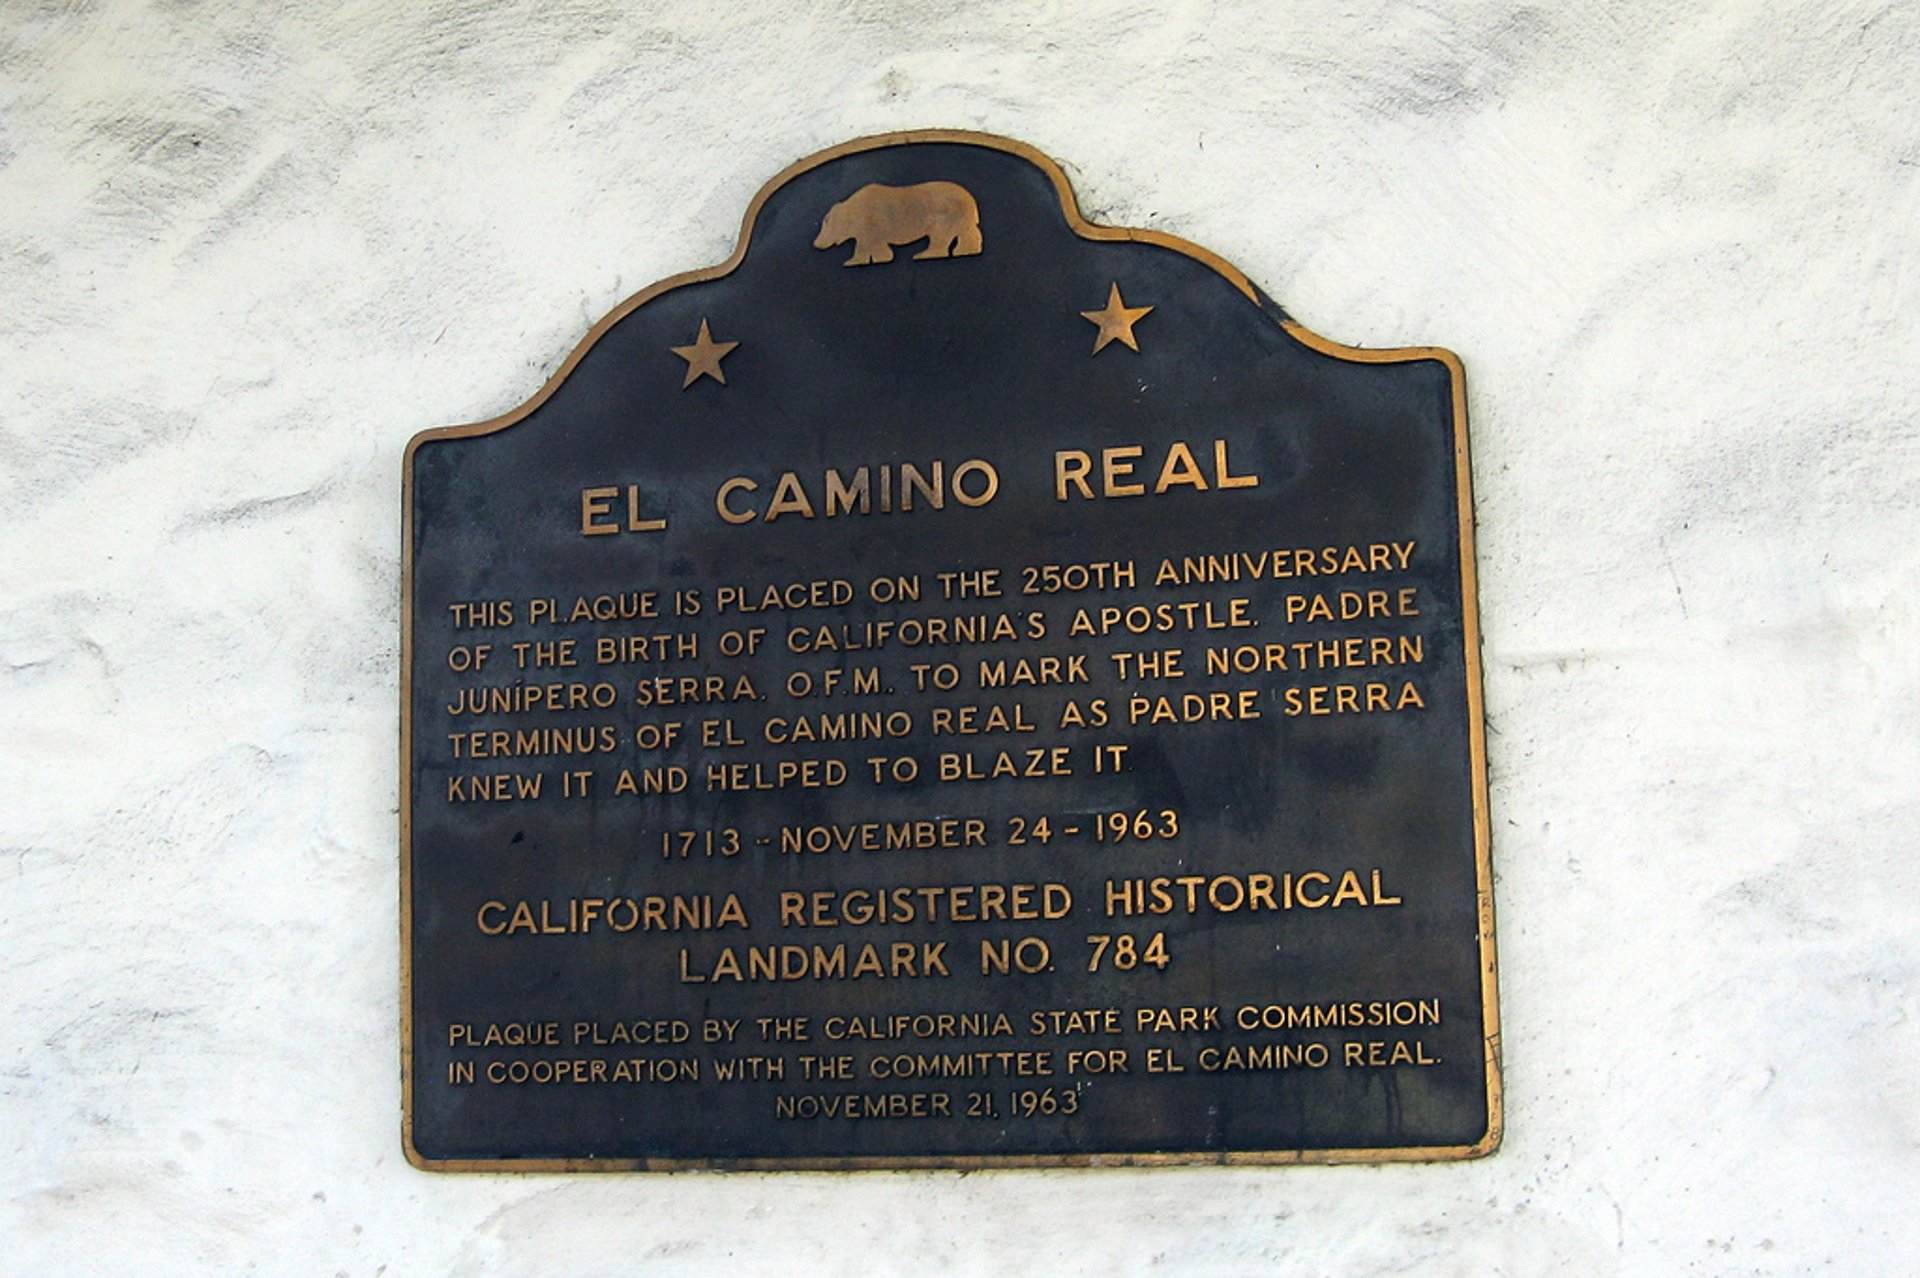 EL CAMINO REAL
THIS PLAQUE IS PLACED ON THE 250TH ANNIVERSARY
OF THE BIRTH OF CALIFORNIA'S APOSTLE, PADRE
JUNÍPERO SERRA, O.F.M., TO MARK THE NORTHERN
TERMINUS OF EL CAMINO REAL AS PADRE SERRA
KNEW IT AND HELPED TO BLAZE IT.
1713 - NOVEMBER 24 - 1963
CALIFORNIA REGISTERED HISTORICAL
LANDMARK NO. 784
PLAQUE PLACED BY THE CALIFORNIA STATE PARK COMMISSION
IN COOPERATION WITH THE COMMITTEE FOR EL CAMINO REAL.
NOVEMBER 21, 1963